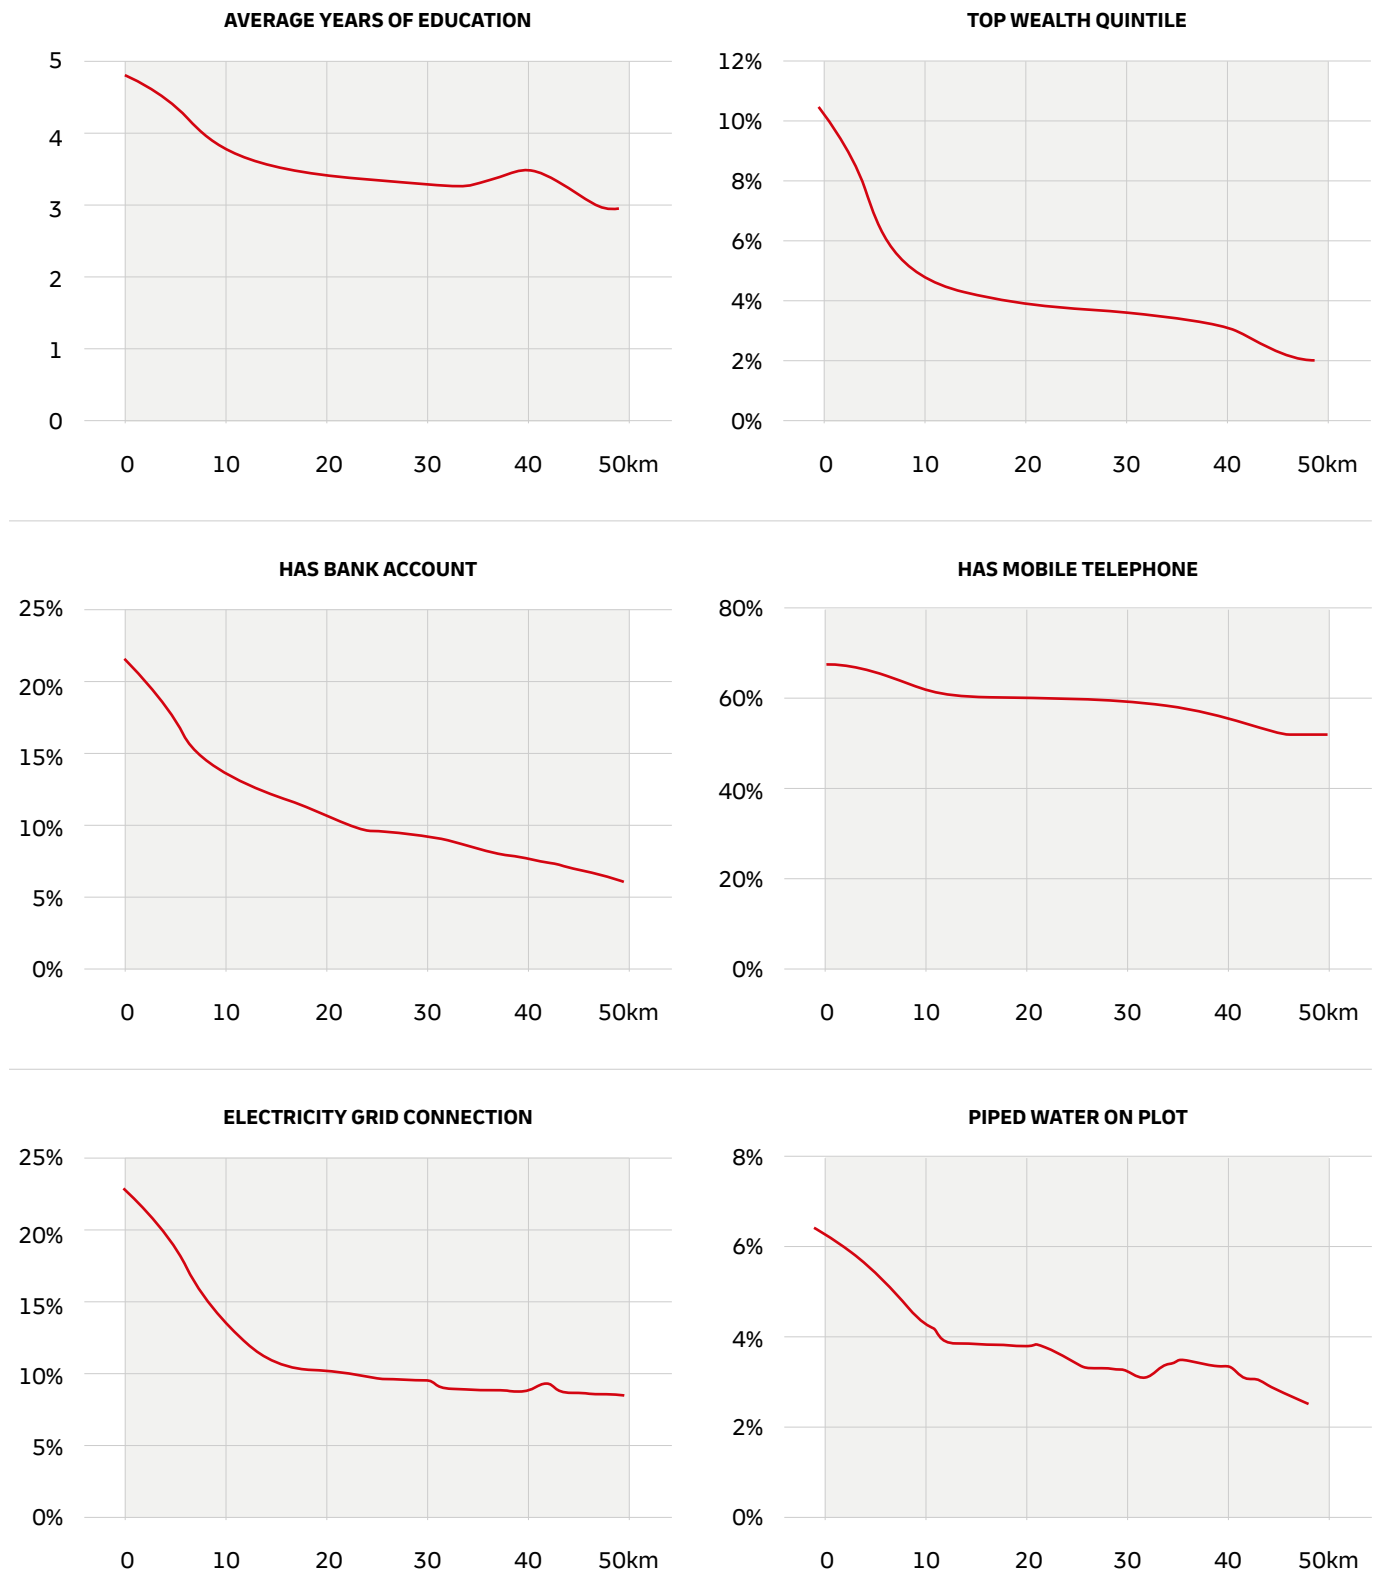 AVERAGE YEARS OF EDUCATION
5
4
3
2
1
0
0 10 20 30 40 50km
TOP WEALTH QUINTILE
12%
10%
8%
6%
4%
2%
0%
0 10 20 30 40 50km
HAS BANK ACCOUNT
25%
20%
15%
10%
5%
0%
0 10 20 30 40 50km
HAS MOBILE TELEPHONE
80%
60%
40%
20%
0%
0 10 20 30 40 50km
ELECTRICITY GRID CONNECTION
25%
20%
15%
10%
5%
0%
0 10 20 30 40 50km
PIPED WATER ON PLOT
8%
6%
4%
2%
0%
0 10 20 30 40 50km